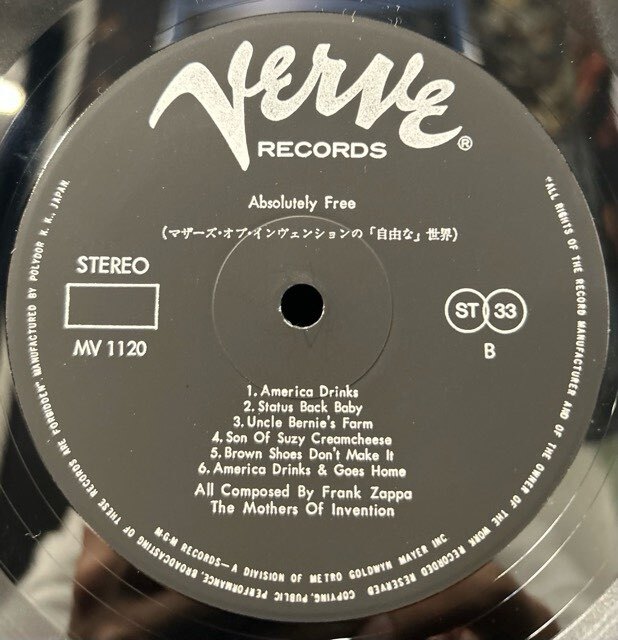 VERVE
RECORDS ®
Absolutely Free
(マザーズ・オブ・インヴェンションの「自由な」世界)
STEREO
ST 33
MV 1120
B
1. America Drinks
2. Status Back Baby
3. Uncle Bernie's Farm
4. Son Of Suzy Creamcheese
5. Brown Shoes Don't Make It
6. America Drinks & Goes Home
All Composed By Frank Zappa
The Mothers Of Invention
M-G-M RECORDS—A DIVISION OF METRO GOLDWYN MAYER INC
"ALL RIGHTS OF THE RECORD MANUFACTURER AND OF THE OWNER OF THE WORK RECORDED RESERVED COPYING, PUBLIC PERFORMANCE, BROADCASTING OF THESE RECORDS ARE FORBIDEN" MANUFACTURED BY POLYDOR K. K., JAPAN.